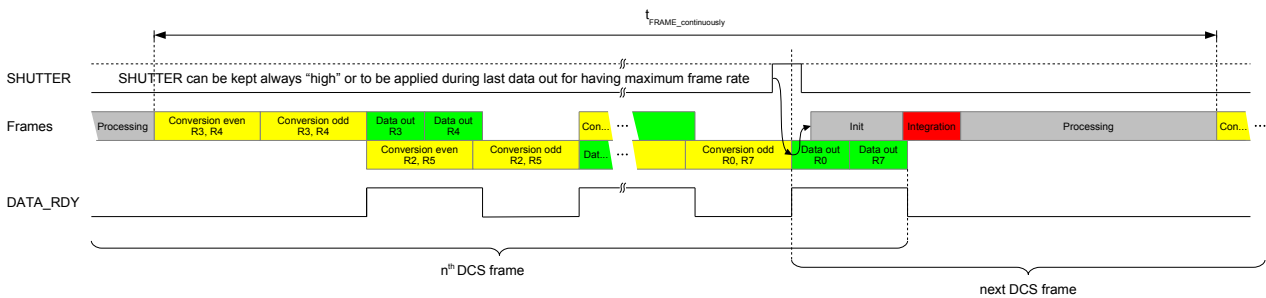 tFRAME_continuously
SHUTTER
SHUTTER can be kept always “high” or to be applied during last data out for having maximum frame rate
Frames
Processing
Conversion even
R3, R4
Conversion odd
R3, R4
Data out
R3
Data out
R4
Con...
...
Init
Integration
Processing
Con...
...
Conversion even
R2, R5
Conversion odd
R2, R5
Dat...
...
Conversion odd
R0, R7
Data out
R0
Data out
R7
DATA_RDY
nth DCS frame
next DCS frame